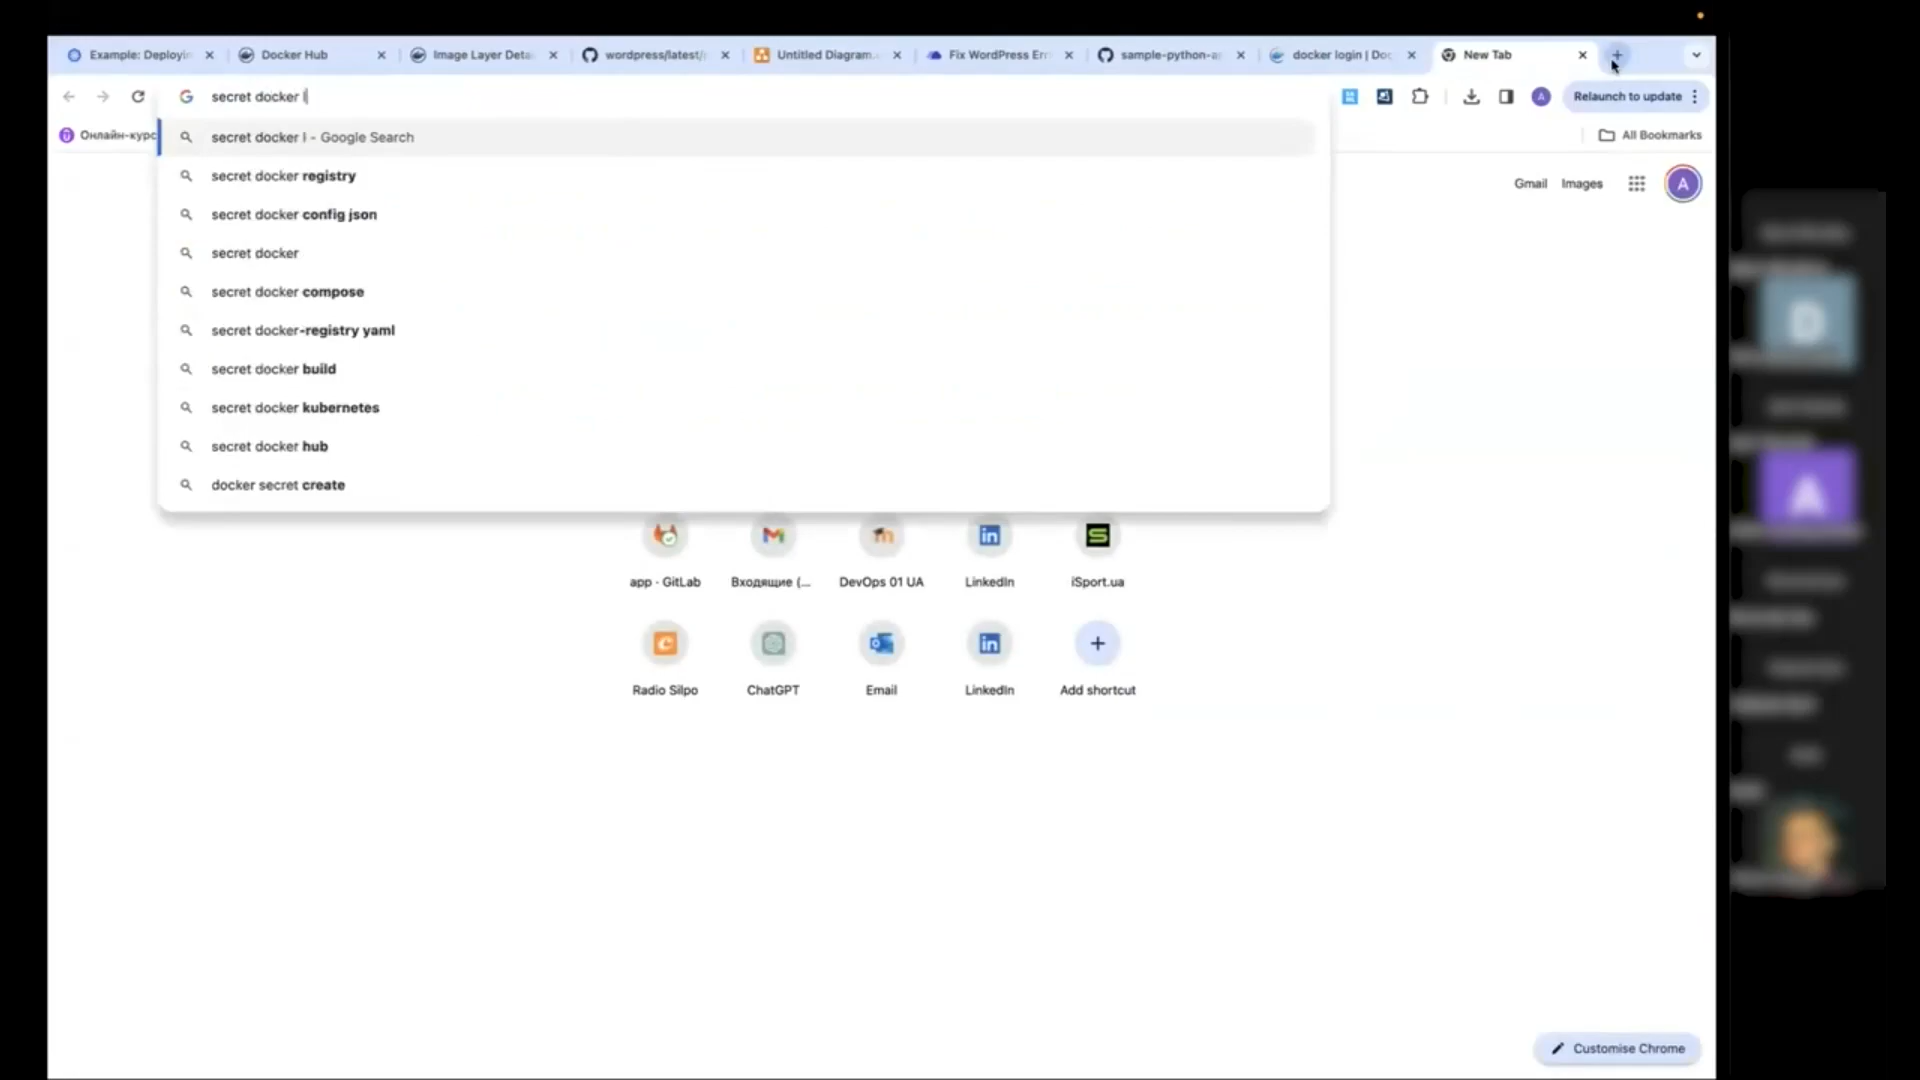 Example: Deployin
Docker Hub
Image Layer Deta
wordpress/latest/
Untitled Diagram.
Fix WordPress Err
sample-python-a
docker login | Doc
New Tab
secret docker l
Relaunch to update
Онлайн-курс
All Bookmarks
secret docker l - Google Search
secret docker registry
secret docker config json
secret docker
secret docker compose
secret docker-registry yaml
secret docker build
secret docker kubernetes
secret docker hub
docker secret create
Gmail
Images
A
app - GitLab
Входящие (...
DevOps 01 UA
LinkedIn
iSport.ua
Radio Silpo
ChatGPT
Email
LinkedIn
Add shortcut
Customise Chrome
D
A